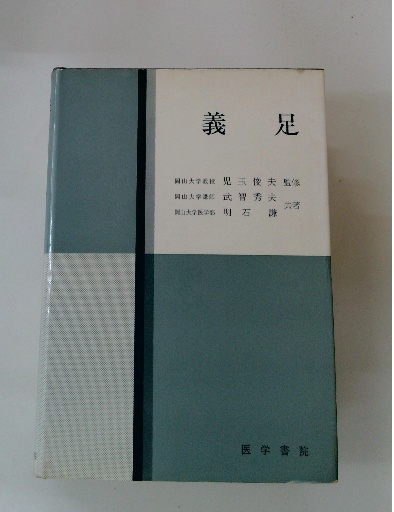 義足
岡山大学教授 児玉俊夫 監修
岡山大学講師 武智秀夫
岡山大学医学部 明石謙 共著
医学書院